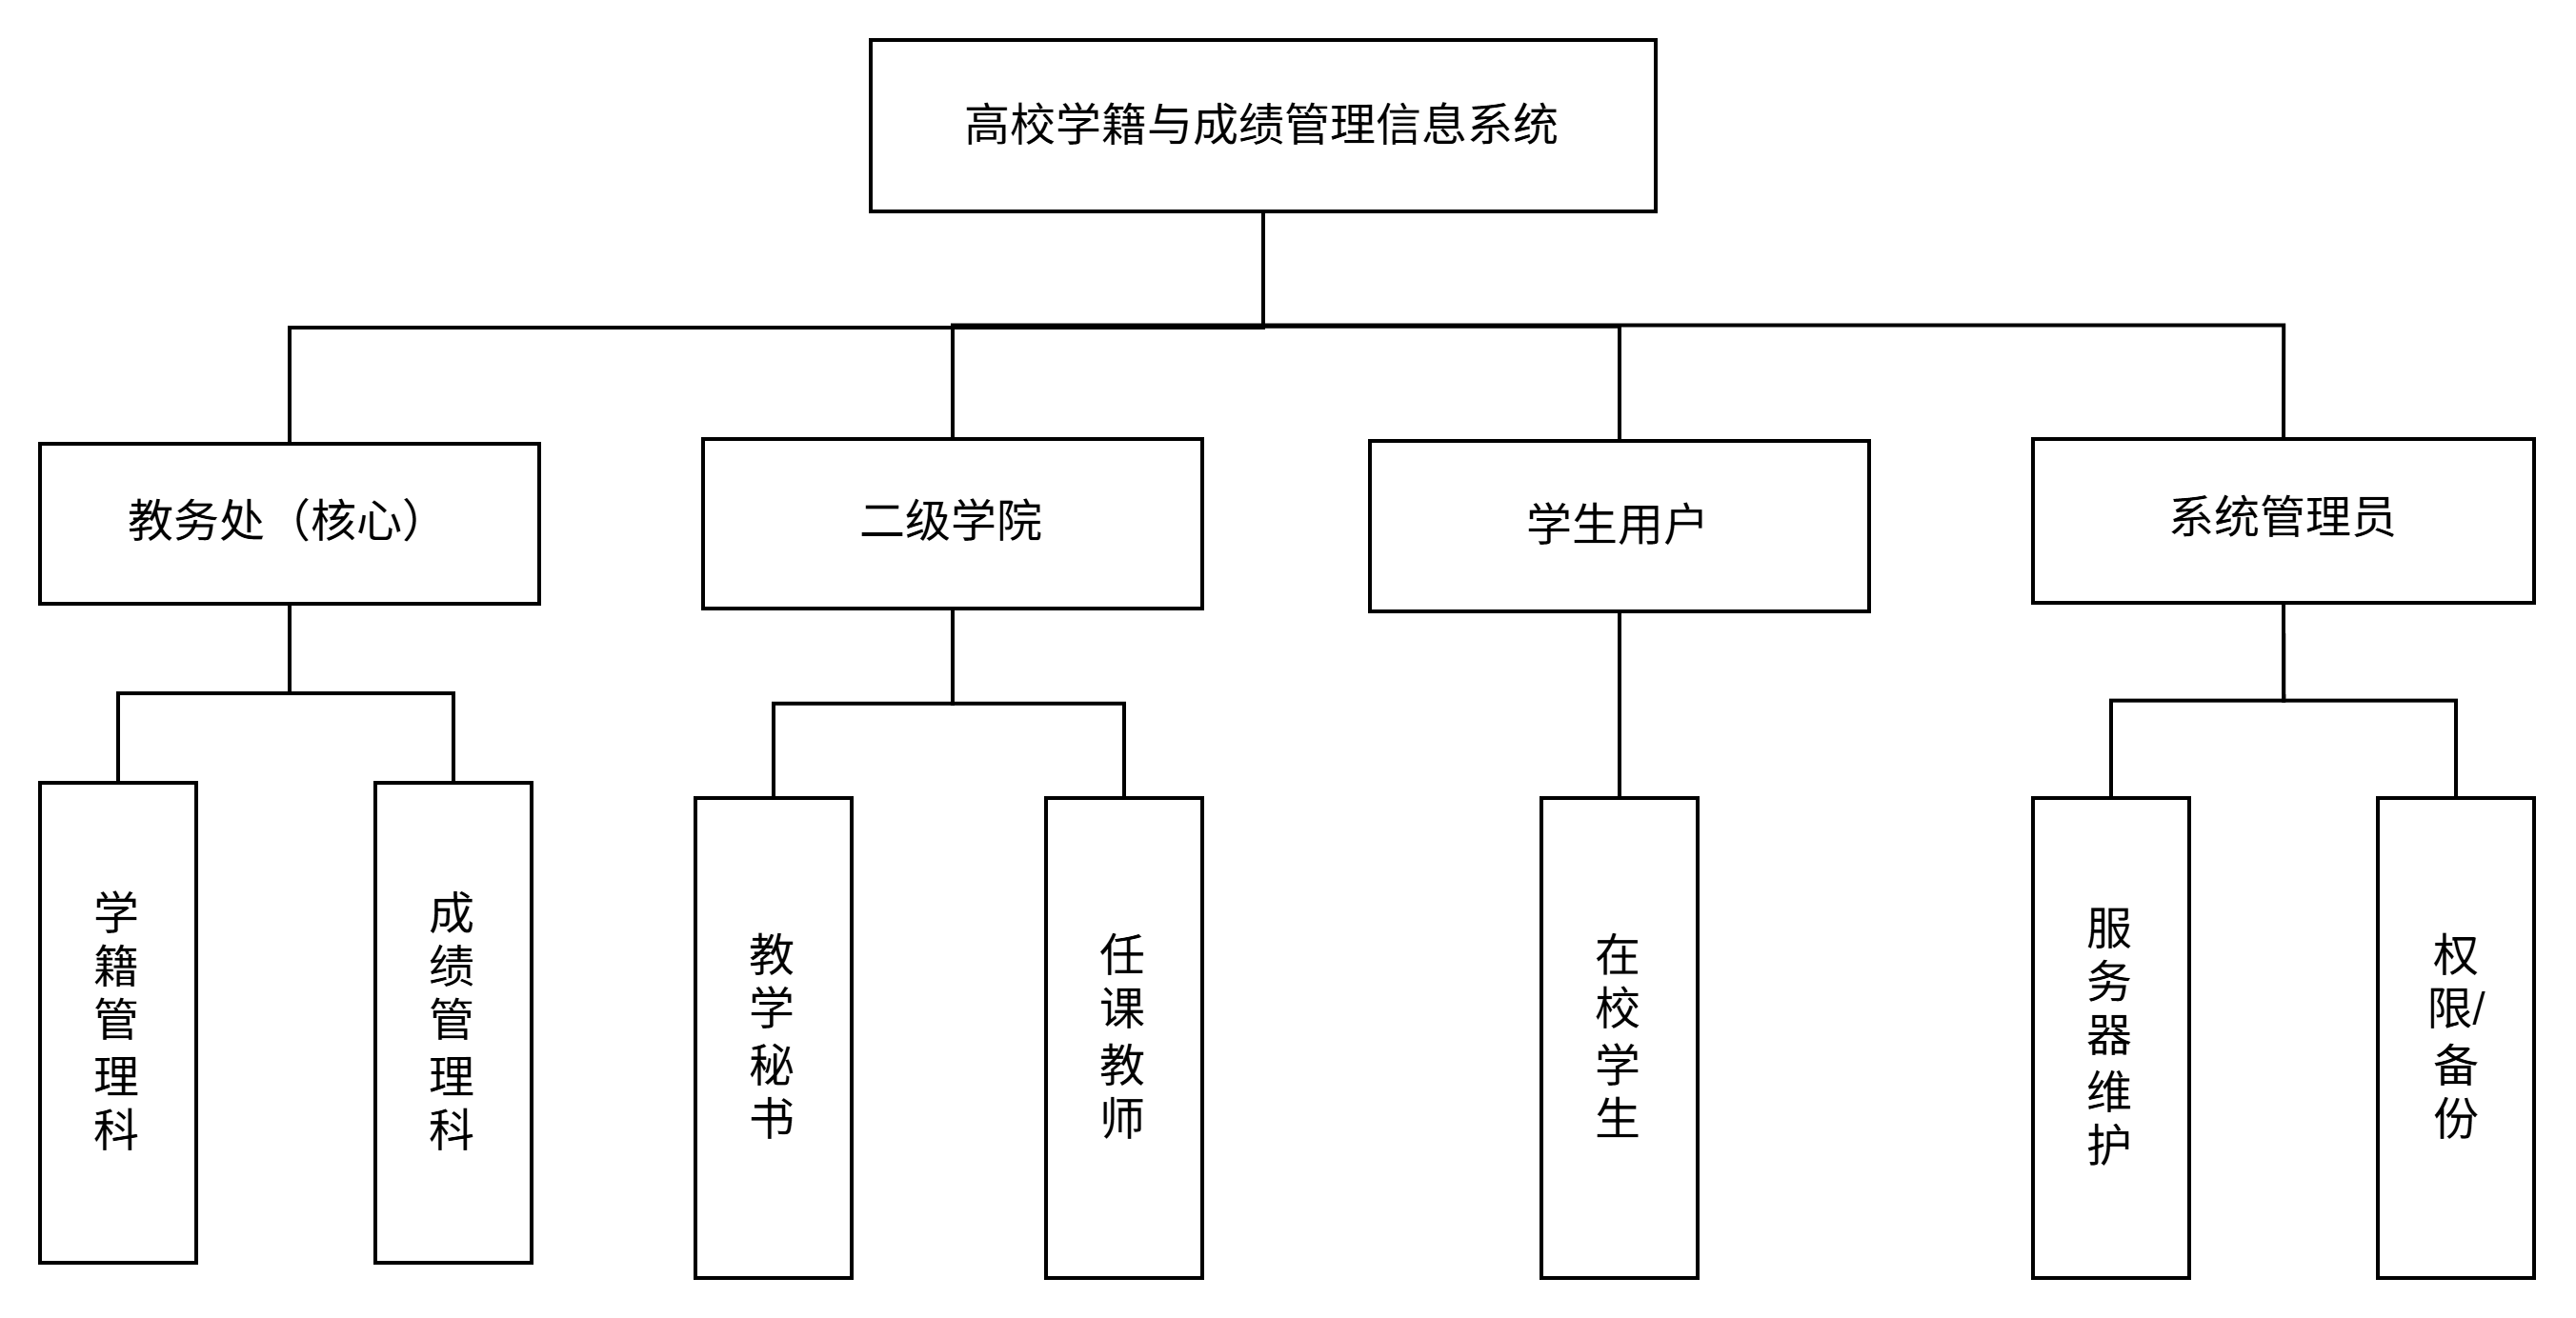 高校学籍与成绩管理信息系统
教务处（核心）
二级学院
学生用户
系统管理员
学籍管理科
成绩管理科
教学秘书
任课教师
在校学生
服务器维护
权限/备份